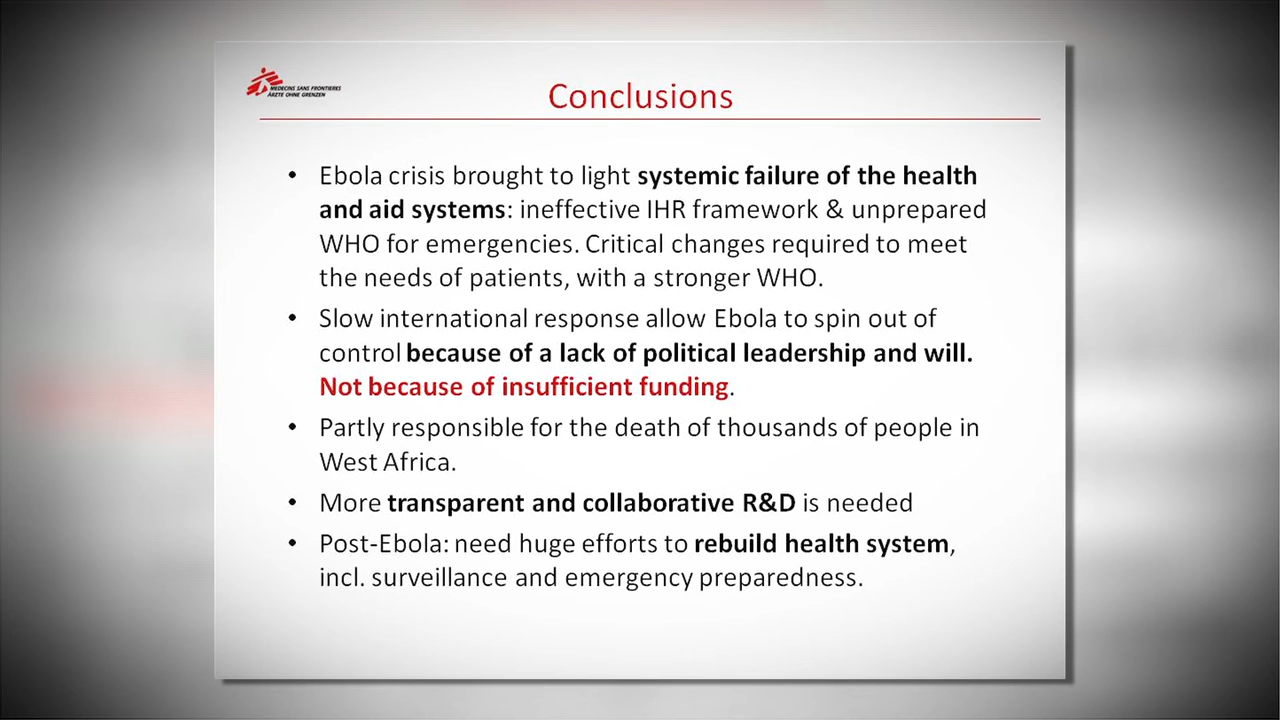 MEDECINS SANS FRONTIERES
ÄRZTE OHNE GRENZEN
Conclusions
• Ebola crisis brought to light systemic failure of the health
and aid systems: ineffective IHR framework & unprepared
WHO for emergencies. Critical changes required to meet
the needs of patients, with a stronger WHO.
• Slow international response allow Ebola to spin out of
control because of a lack of political leadership and will.
Not because of insufficient funding.
• Partly responsible for the death of thousands of people in
West Africa.
• More transparent and collaborative R&D is needed
• Post-Ebola: need huge efforts to rebuild health system,
incl. surveillance and emergency preparedness.